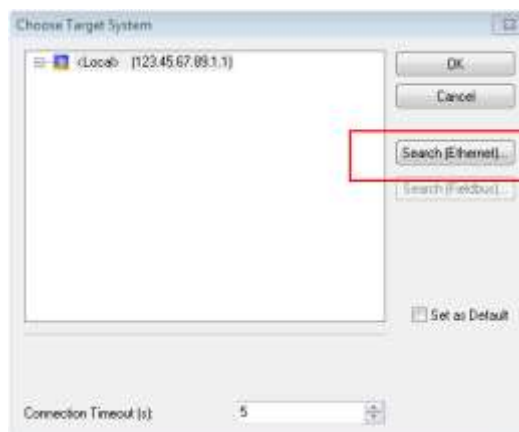 Choose Target System
<Local> (123.45.67.89.1.1)
OK
Cancel
Search (Ethernet)...
Search (Fieldbus)...
Set as Default
Connection Timeout (s):
5